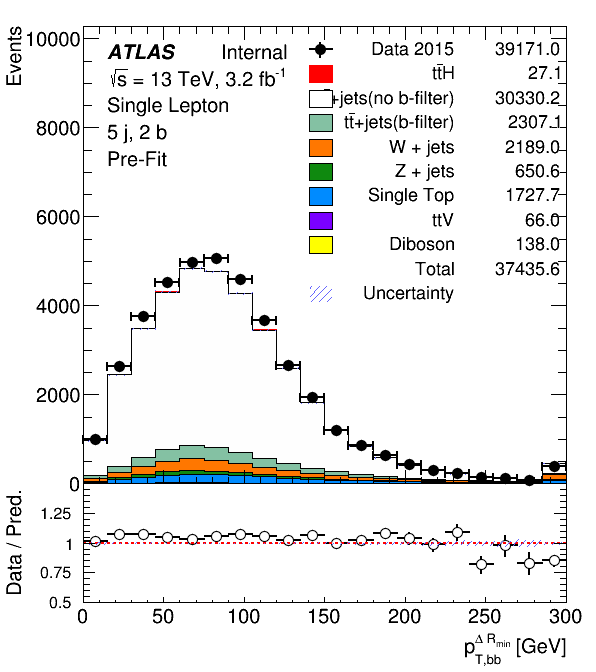 Events
10000
8000
6000
4000
2000
0
ATLAS Internal
√s = 13 TeV, 3.2 fb⁻¹
Single Lepton
5 j, 2 b
Pre-Fit
Data 2015 39171.0
tt̄H 27.1
+jets(no b-filter) 30330.2
tt̄+jets(b-filter) 2307.1
W + jets 2189.0
Z + jets 650.6
Single Top 1727.7
ttV 66.0
Diboson 138.0
Total 37435.6
Uncertainty
Data / Pred.
1.25
1
0.75
0.5
0 50 100 150 200 250 300
p_{T,bb}^{Δ R_{min}} [GeV]